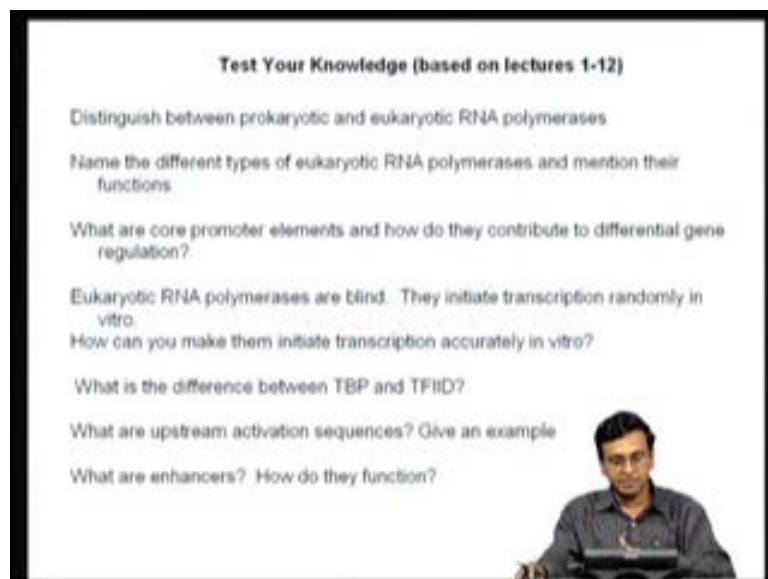 Test Your Knowledge (based on lectures 1-12)
Distinguish between prokaryotic and eukaryotic RNA polymerases
Name the different types of eukaryotic RNA polymerases and mention their
functions
What are core promoter elements and how do they contribute to differential gene
regulation?
Eukaryotic RNA polymerases are blind. They initiate transcription randomly in
vitro.
How can you make them initiate transcription accurately in vitro?
What is the difference between TBP and TFIID?
What are upstream activation sequences? Give an example
What are enhancers? How do they function?